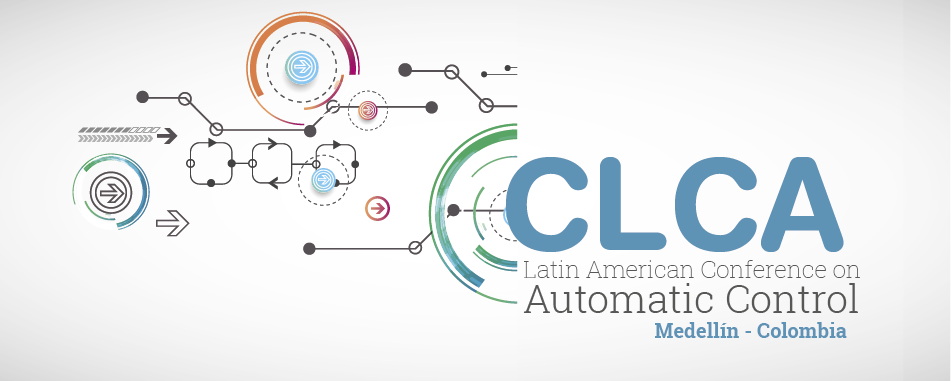 CLCA
Latin American Conference on
Automatic Control
Medellín - Colombia